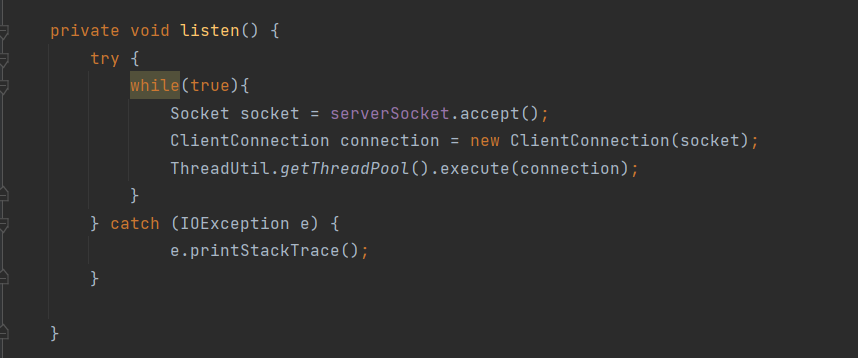 private void listen() {
try {
while(true){
Socket socket = serverSocket.accept();
ClientConnection connection = new ClientConnection(socket);
ThreadUtil.getThreadPool().execute(connection);
}
} catch (IOException e) {
e.printStackTrace();
}
}